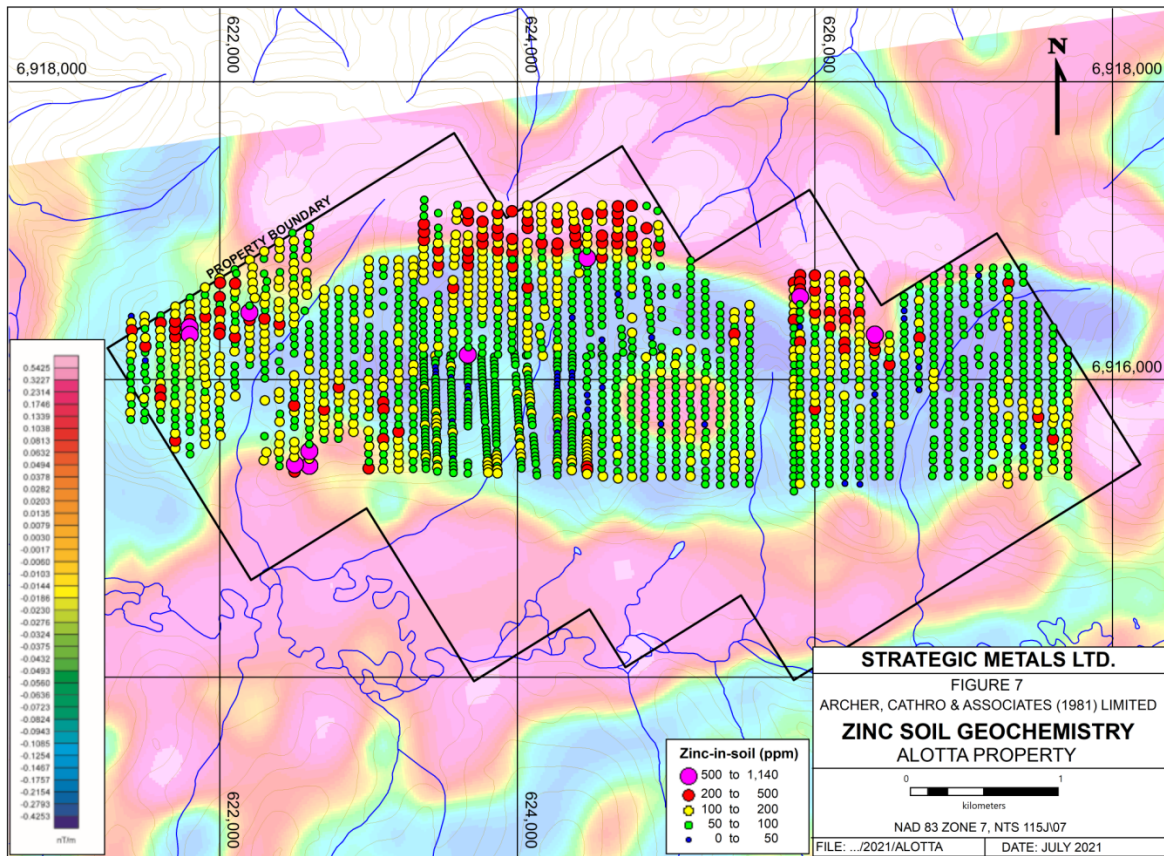 622,000
624,000
626,000
N
6,918,000
6,918,000
PROPERTY BOUNDARY
6,916,000
0.5425
0.3227
0.2314
0.1746
0.1339
0.1038
0.0813
0.0632
0.0494
0.0378
0.0282
0.0203
0.0135
0.0079
0.0030
-0.0017
-0.0060
-0.0103
-0.0144
-0.0186
-0.0230
-0.0276
-0.0324
-0.0375
-0.0432
-0.0493
-0.0560
-0.0636
-0.0723
-0.0824
-0.0943
-0.1085
-0.1254
-0.1467
-0.1757
-0.2154
-0.2793
-0.4253
nT/m
622,000
624,000
Zinc-in-soil (ppm)
500 to 1,140
200 to 500
100 to 200
50 to 100
0 to 50
STRATEGIC METALS LTD.
FIGURE 7
ARCHER, CATHRO & ASSOCIATES (1981) LIMITED
ZINC SOIL GEOCHEMISTRY
ALOTTA PROPERTY
0 1
kilometers
NAD 83 ZONE 7, NTS 115J\07
FILE: .../2021/ALOTTA DATE: JULY 2021